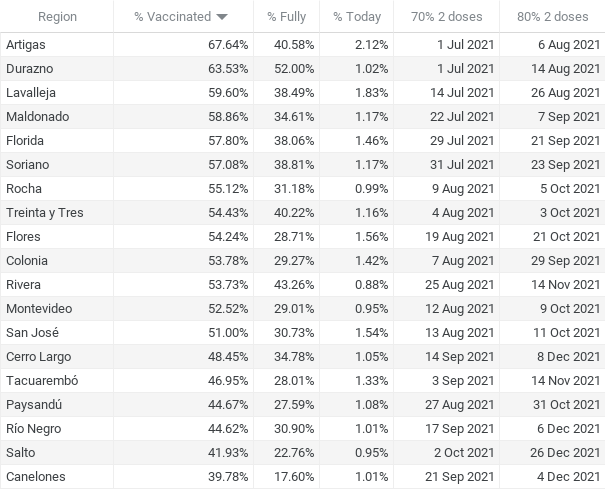 Region % Vaccinated % Fully % Today 70% 2 doses 80% 2 doses
Artigas 67.64% 40.58% 2.12% 1 Jul 2021 6 Aug 2021
Durazno 63.53% 52.00% 1.02% 1 Jul 2021 14 Aug 2021
Lavalleja 59.60% 38.49% 1.83% 14 Jul 2021 26 Aug 2021
Maldonado 58.86% 34.61% 1.17% 22 Jul 2021 7 Sep 2021
Florida 57.80% 38.06% 1.46% 29 Jul 2021 21 Sep 2021
Soriano 57.08% 38.81% 1.17% 31 Jul 2021 23 Sep 2021
Rocha 55.12% 31.18% 0.99% 9 Aug 2021 5 Oct 2021
Treinta y Tres 54.43% 40.22% 1.16% 4 Aug 2021 3 Oct 2021
Flores 54.24% 28.71% 1.56% 19 Aug 2021 21 Oct 2021
Colonia 53.78% 29.27% 1.42% 7 Aug 2021 29 Sep 2021
Rivera 53.73% 43.26% 0.88% 25 Aug 2021 14 Nov 2021
Montevideo 52.52% 29.01% 0.95% 12 Aug 2021 9 Oct 2021
San José 51.00% 30.73% 1.54% 13 Aug 2021 11 Oct 2021
Cerro Largo 48.45% 34.78% 1.05% 14 Sep 2021 8 Dec 2021
Tacuarembó 46.95% 28.01% 1.33% 3 Sep 2021 14 Nov 2021
Paysandú 44.67% 27.59% 1.08% 27 Aug 2021 31 Oct 2021
Río Negro 44.62% 30.90% 1.01% 17 Sep 2021 6 Dec 2021
Salto 41.93% 22.76% 0.95% 2 Oct 2021 26 Dec 2021
Canelones 39.78% 17.60% 1.01% 21 Sep 2021 4 Dec 2021